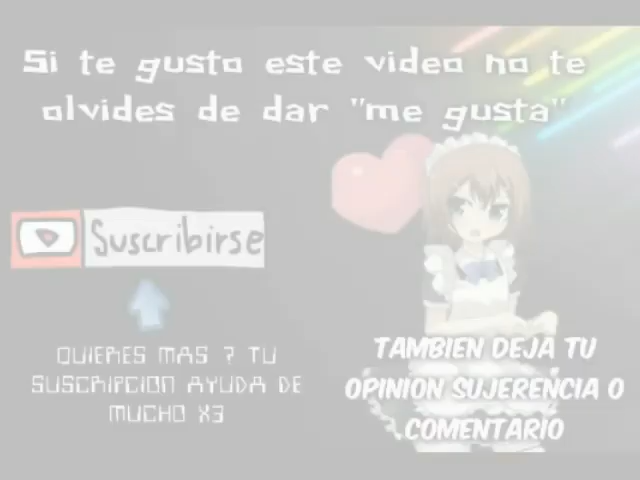 Si te gusta este video no te
olvides de dar "me gusta"
Suscribirse
QUIERES MAS ? TU
SUSCRIPCION AYUDA DE
MUCHO X3
TAMBIEN DEJA TU
OPINION SUJERENCIA O
COMENTARIO